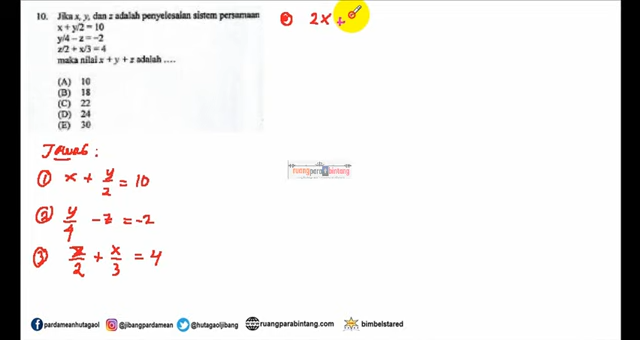 10. Jika x, y, dan z adalah penyelesaian sistem persamaan
x + y/2 = 10
y/4 – z = –2
z/2 + x/3 = 4
maka nilai x + y + z adalah ....
(A) 10
(B) 18
(C) 22
(D) 24
(E) 30
Jawab :
① x + y/2 = 10
② y/4 - z = -2
③ z/2 + x/3 = 4
2x +
ruangparabintang
pardameanhutagaol
@jibangpardamean
@hutagaoljibang
ruangparabintang.com
bimbelstared